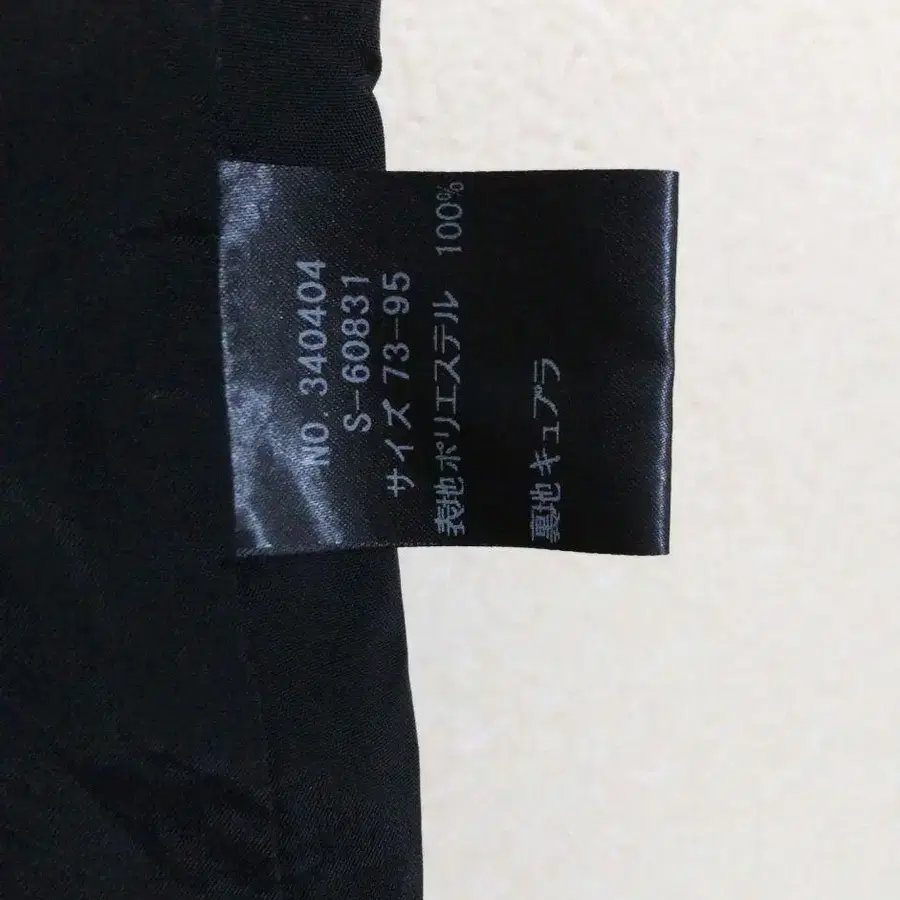 NO.340404
S-60831
サイズ 73-95
表地ポリエステル 100%
裏地キュプラ